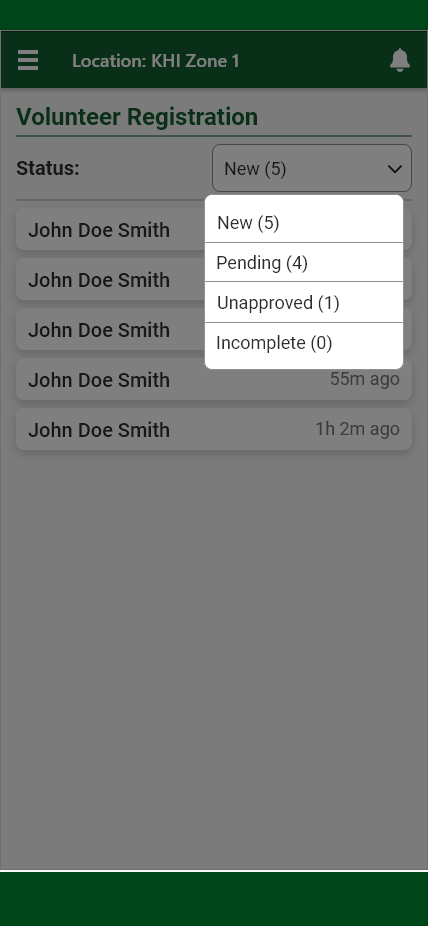 Location: KHI Zone 1
Volunteer Registration
Status:
New (5)
New (5)
John Doe Smith
Pending (4)
John Doe Smith
Unapproved (1)
John Doe Smith
Incomplete (0)
John Doe Smith 55m ago
John Doe Smith 1h 2m ago